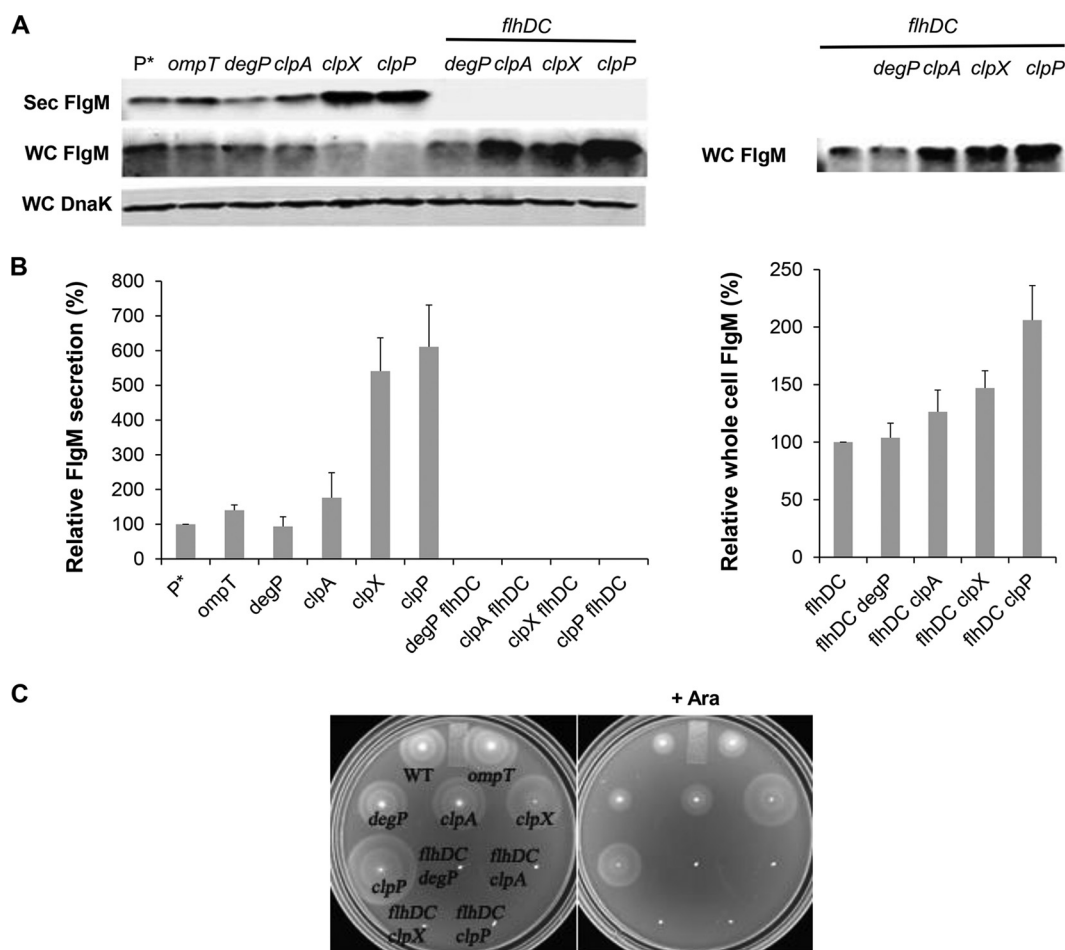 A
flhDC
P* ompT degP clpA clpX clpP degP clpA clpX clpP
Sec FlgM
WC FlgM
WC DnaK
flhDC
degP clpA clpX clpP
WC FlgM
B
Relative FlgM secretion (%)
800
700
600
500
400
300
200
100
0
P*
ompT
degP
clpA
clpX
clpP
degP flhDC
clpA flhDC
clpX flhDC
clpP flhDC
Relative whole cell FlgM (%)
250
200
150
100
50
0
flhDC
flhDC degP
flhDC clpA
flhDC clpX
flhDC clpP
C
+ Ara
WT ompT
degP clpA clpX
clpP flhDC degP flhDC clpA
flhDC clpX flhDC clpP